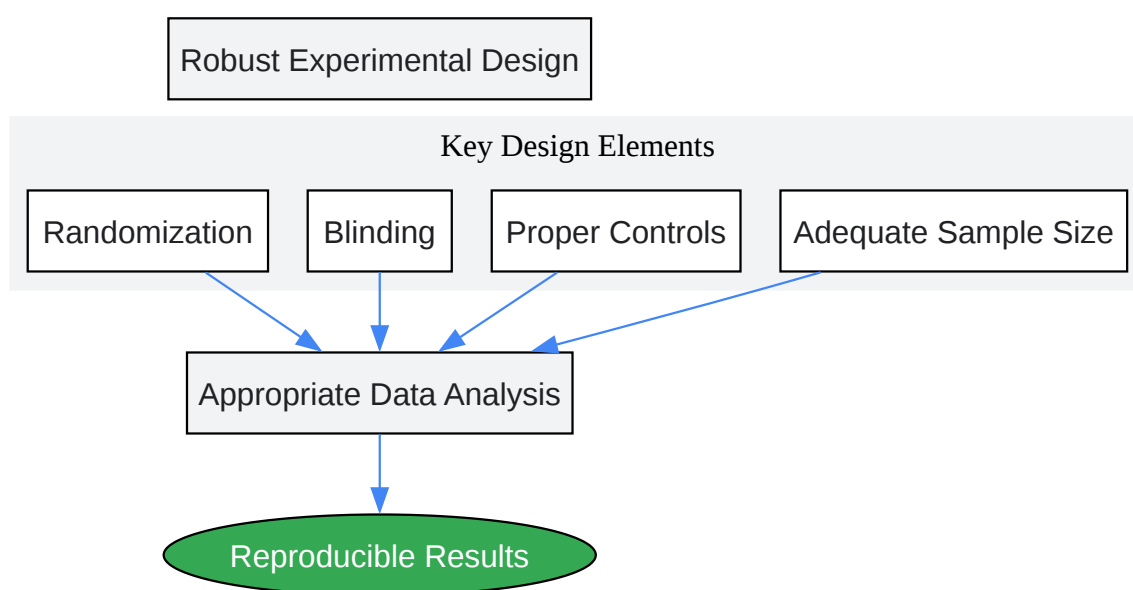 Robust Experimental Design
Key Design Elements
Randomization
Blinding
Proper Controls
Adequate Sample Size
Appropriate Data Analysis
Reproducible Results